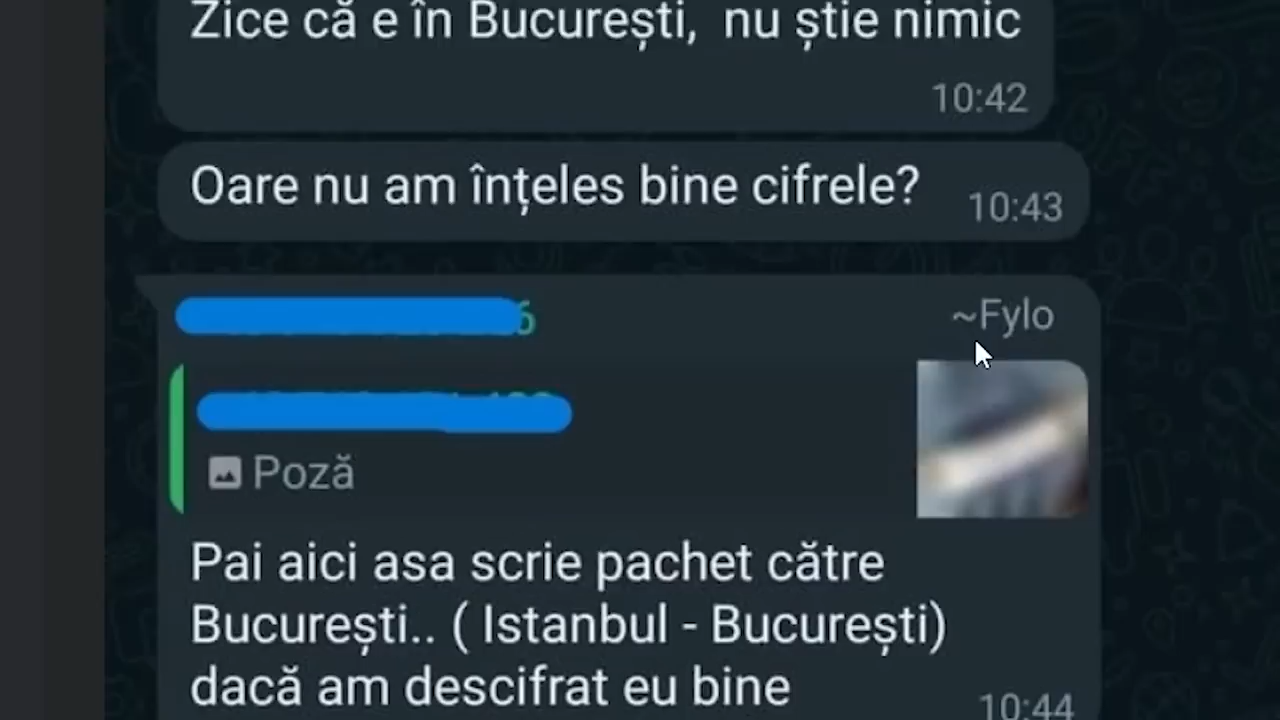 Zice că e în București, nu știe nimic
10:42
Oare nu am înțeles bine cifrele?
10:43
6
~Fylo
Poză
Pai aici asa scrie pachet către
București.. ( Istanbul - București)
dacă am descifrat eu bine
10:44